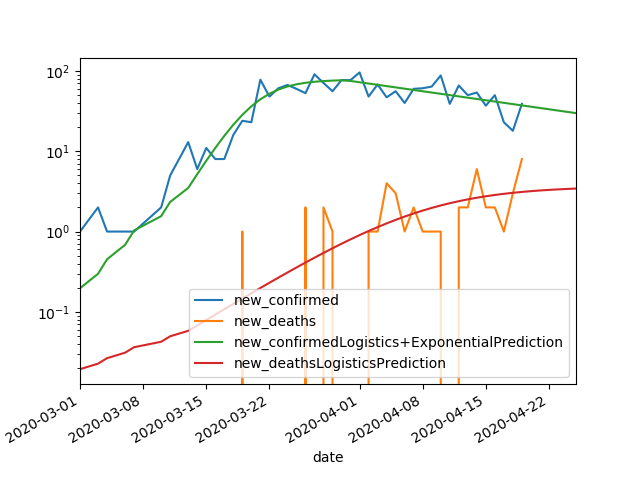 10²
10¹
10⁰
10⁻¹
new_confirmed
new_deaths
new_confirmedLogistics+ExponentialPrediction
new_deathsLogisticsPrediction
2020-03-01
2020-03-08
2020-03-15
2020-03-22
2020-04-01
2020-04-08
2020-04-15
2020-04-22
date